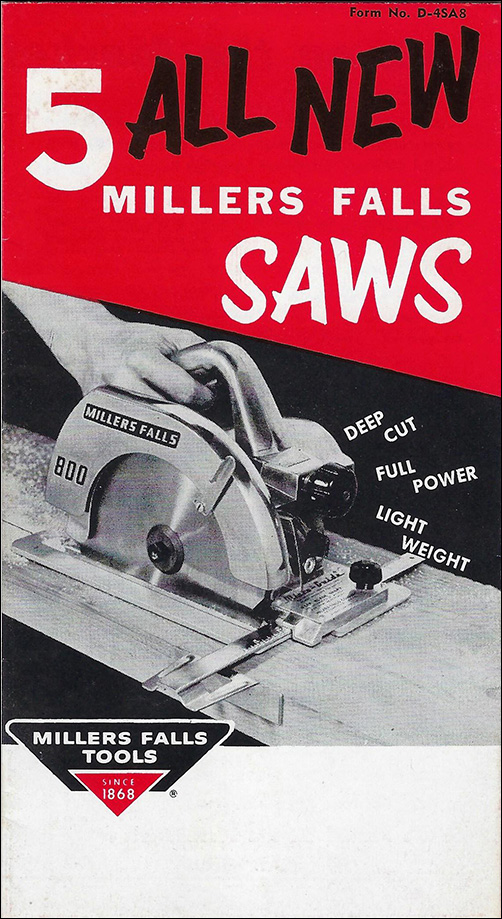 Form No. D-4SA8
5 ALL NEW
MILLERS FALLS
SAWS
MILLERS FALLS
800
DEEP
CUT
FULL
POWER
LIGHT
WEIGHT
MILLERS FALLS
TOOLS
SINCE
1868
®